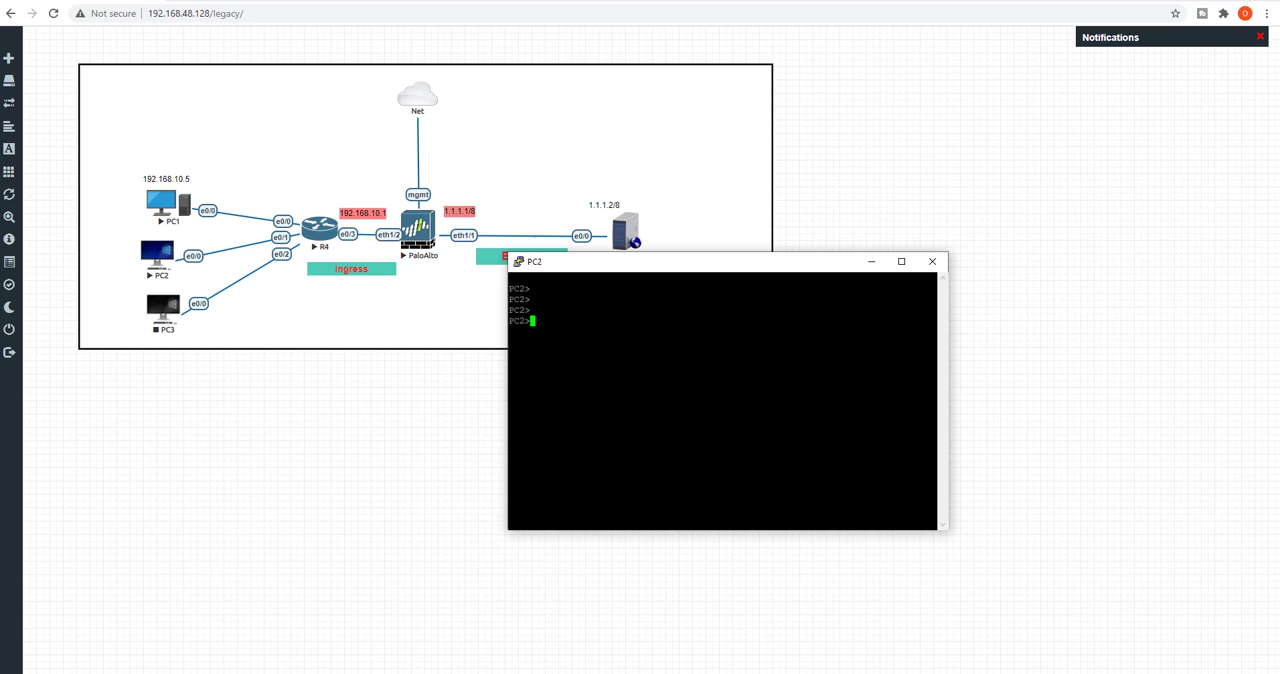 Not secure
192.168.48.128/legacy/
O
Notifications
Net
mgmt
192.168.10.5
1.1.1.2/8
192.168.10.1
1.1.1.1/8
e0/0
PC1
e0/0
e0/1
e0/3
eth1/2
eth1/1
e0/0
R4
PaloAlto
e0/0
e0/2
PC2
Ingress
e0/0
PC3
PC2
PC2>
PC2>
PC2>
PC2>